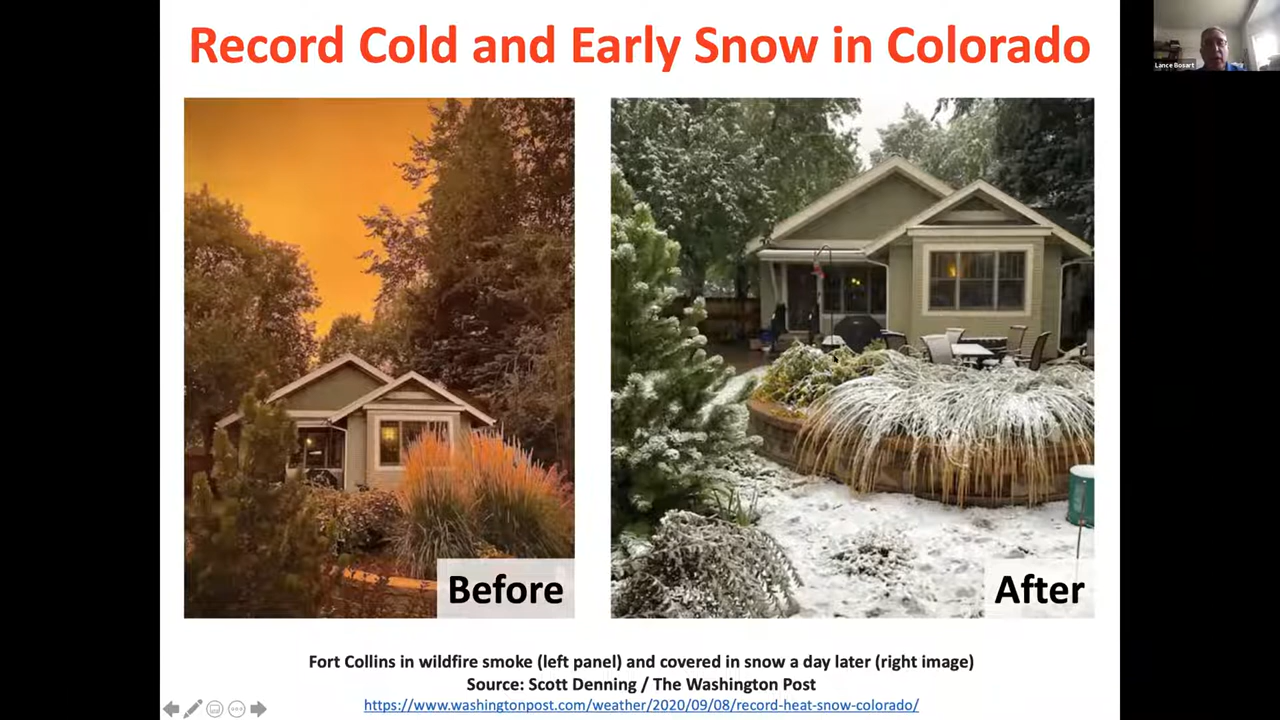 Record Cold and Early Snow in Colorado
Lance Bosart
Before
After
Fort Collins in wildfire smoke (left panel) and covered in snow a day later (right image)
Source: Scott Denning / The Washington Post
https://www.washingtonpost.com/weather/2020/09/08/record-heat-snow-colorado/